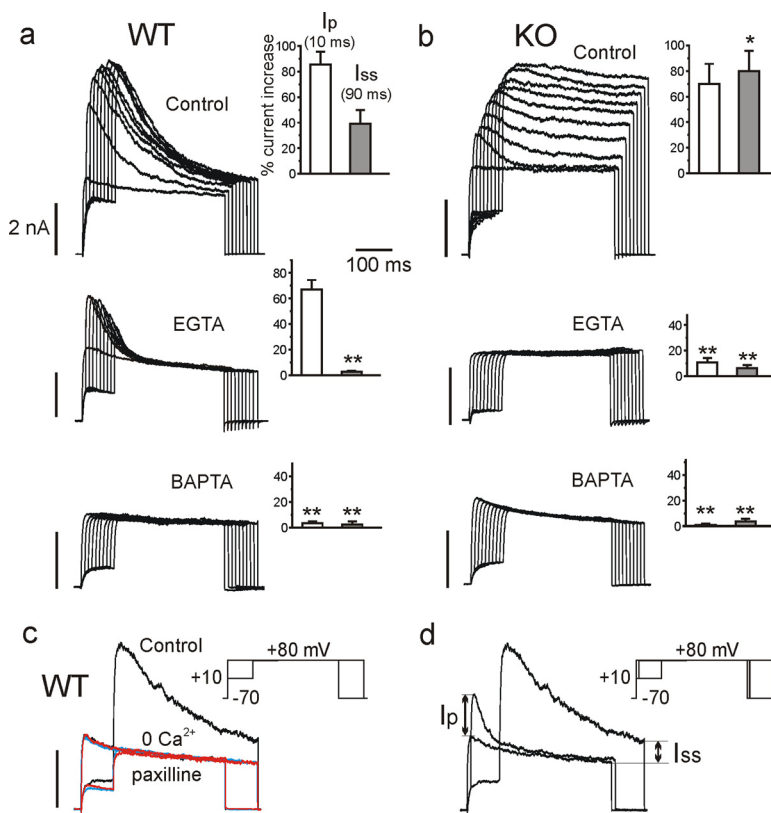 a WT
Ip
(10 ms)
Iss
(90 ms)
% current increase
100
80
60
40
20
0
Control
2 nA
100 ms
b KO
Control
*
100
80
60
40
20
0
EGTA
80
60
40
20
0
**
EGTA
40
20
0
** **
BAPTA
40
20
0
** **
BAPTA
40
20
0
** **
c
WT
Control
+80 mV
+10
-70
0 Ca2+
paxilline
d
+80 mV
+10
-70
Ip
Iss